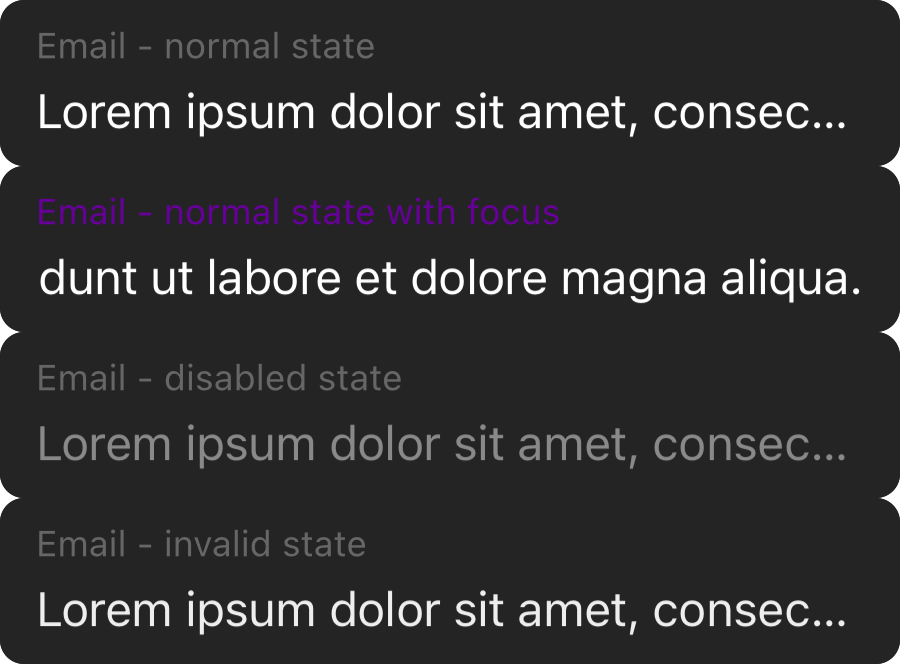 Email - normal state
Lorem ipsum dolor sit amet, consec...
Email - normal state with focus
dunt ut labore et dolore magna aliqua.
Email - disabled state
Lorem ipsum dolor sit amet, consec...
Email - invalid state
Lorem ipsum dolor sit amet, consec...